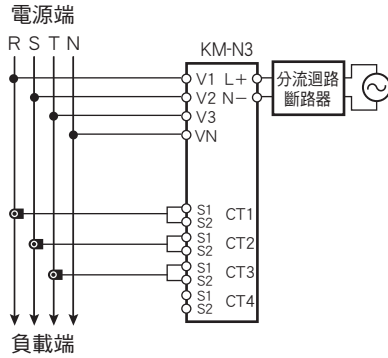 電源端
R S T N
KM-N3
V1 L+
V2 N−
V3
VN
分流迴路
斷路器
S1
S2
CT1
S1
S2
CT2
S1
S2
CT3
S1
S2
CT4
負載端